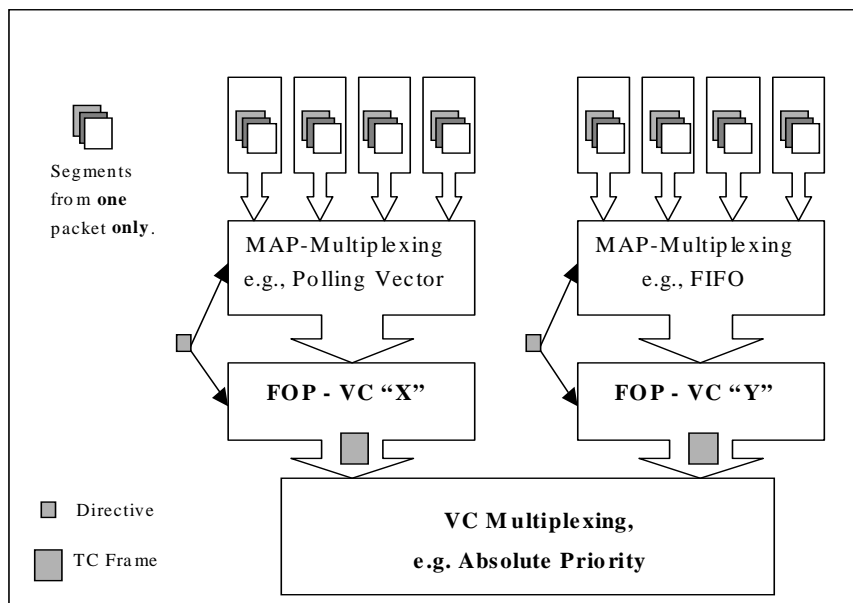 Segments
from one
packet only.
MAP-Multiplexing
e.g., Polling Vector
MAP-Multiplexing
e.g., FIFO
FOP - VC “X”
FOP - VC “Y”
Directive
TC Frame
VC Multiplexing,
e.g. Absolute Priority